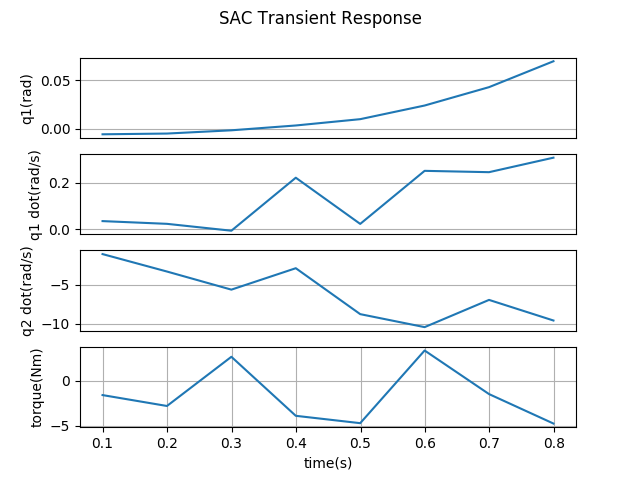 SAC Transient Response
q1(rad)
0.05
0.00
q1 dot(rad/s)
0.2
0.0
q2 dot(rad/s)
−5
−10
torque(Nm)
0
−5
0.1 0.2 0.3 0.4 0.5 0.6 0.7 0.8
time(s)